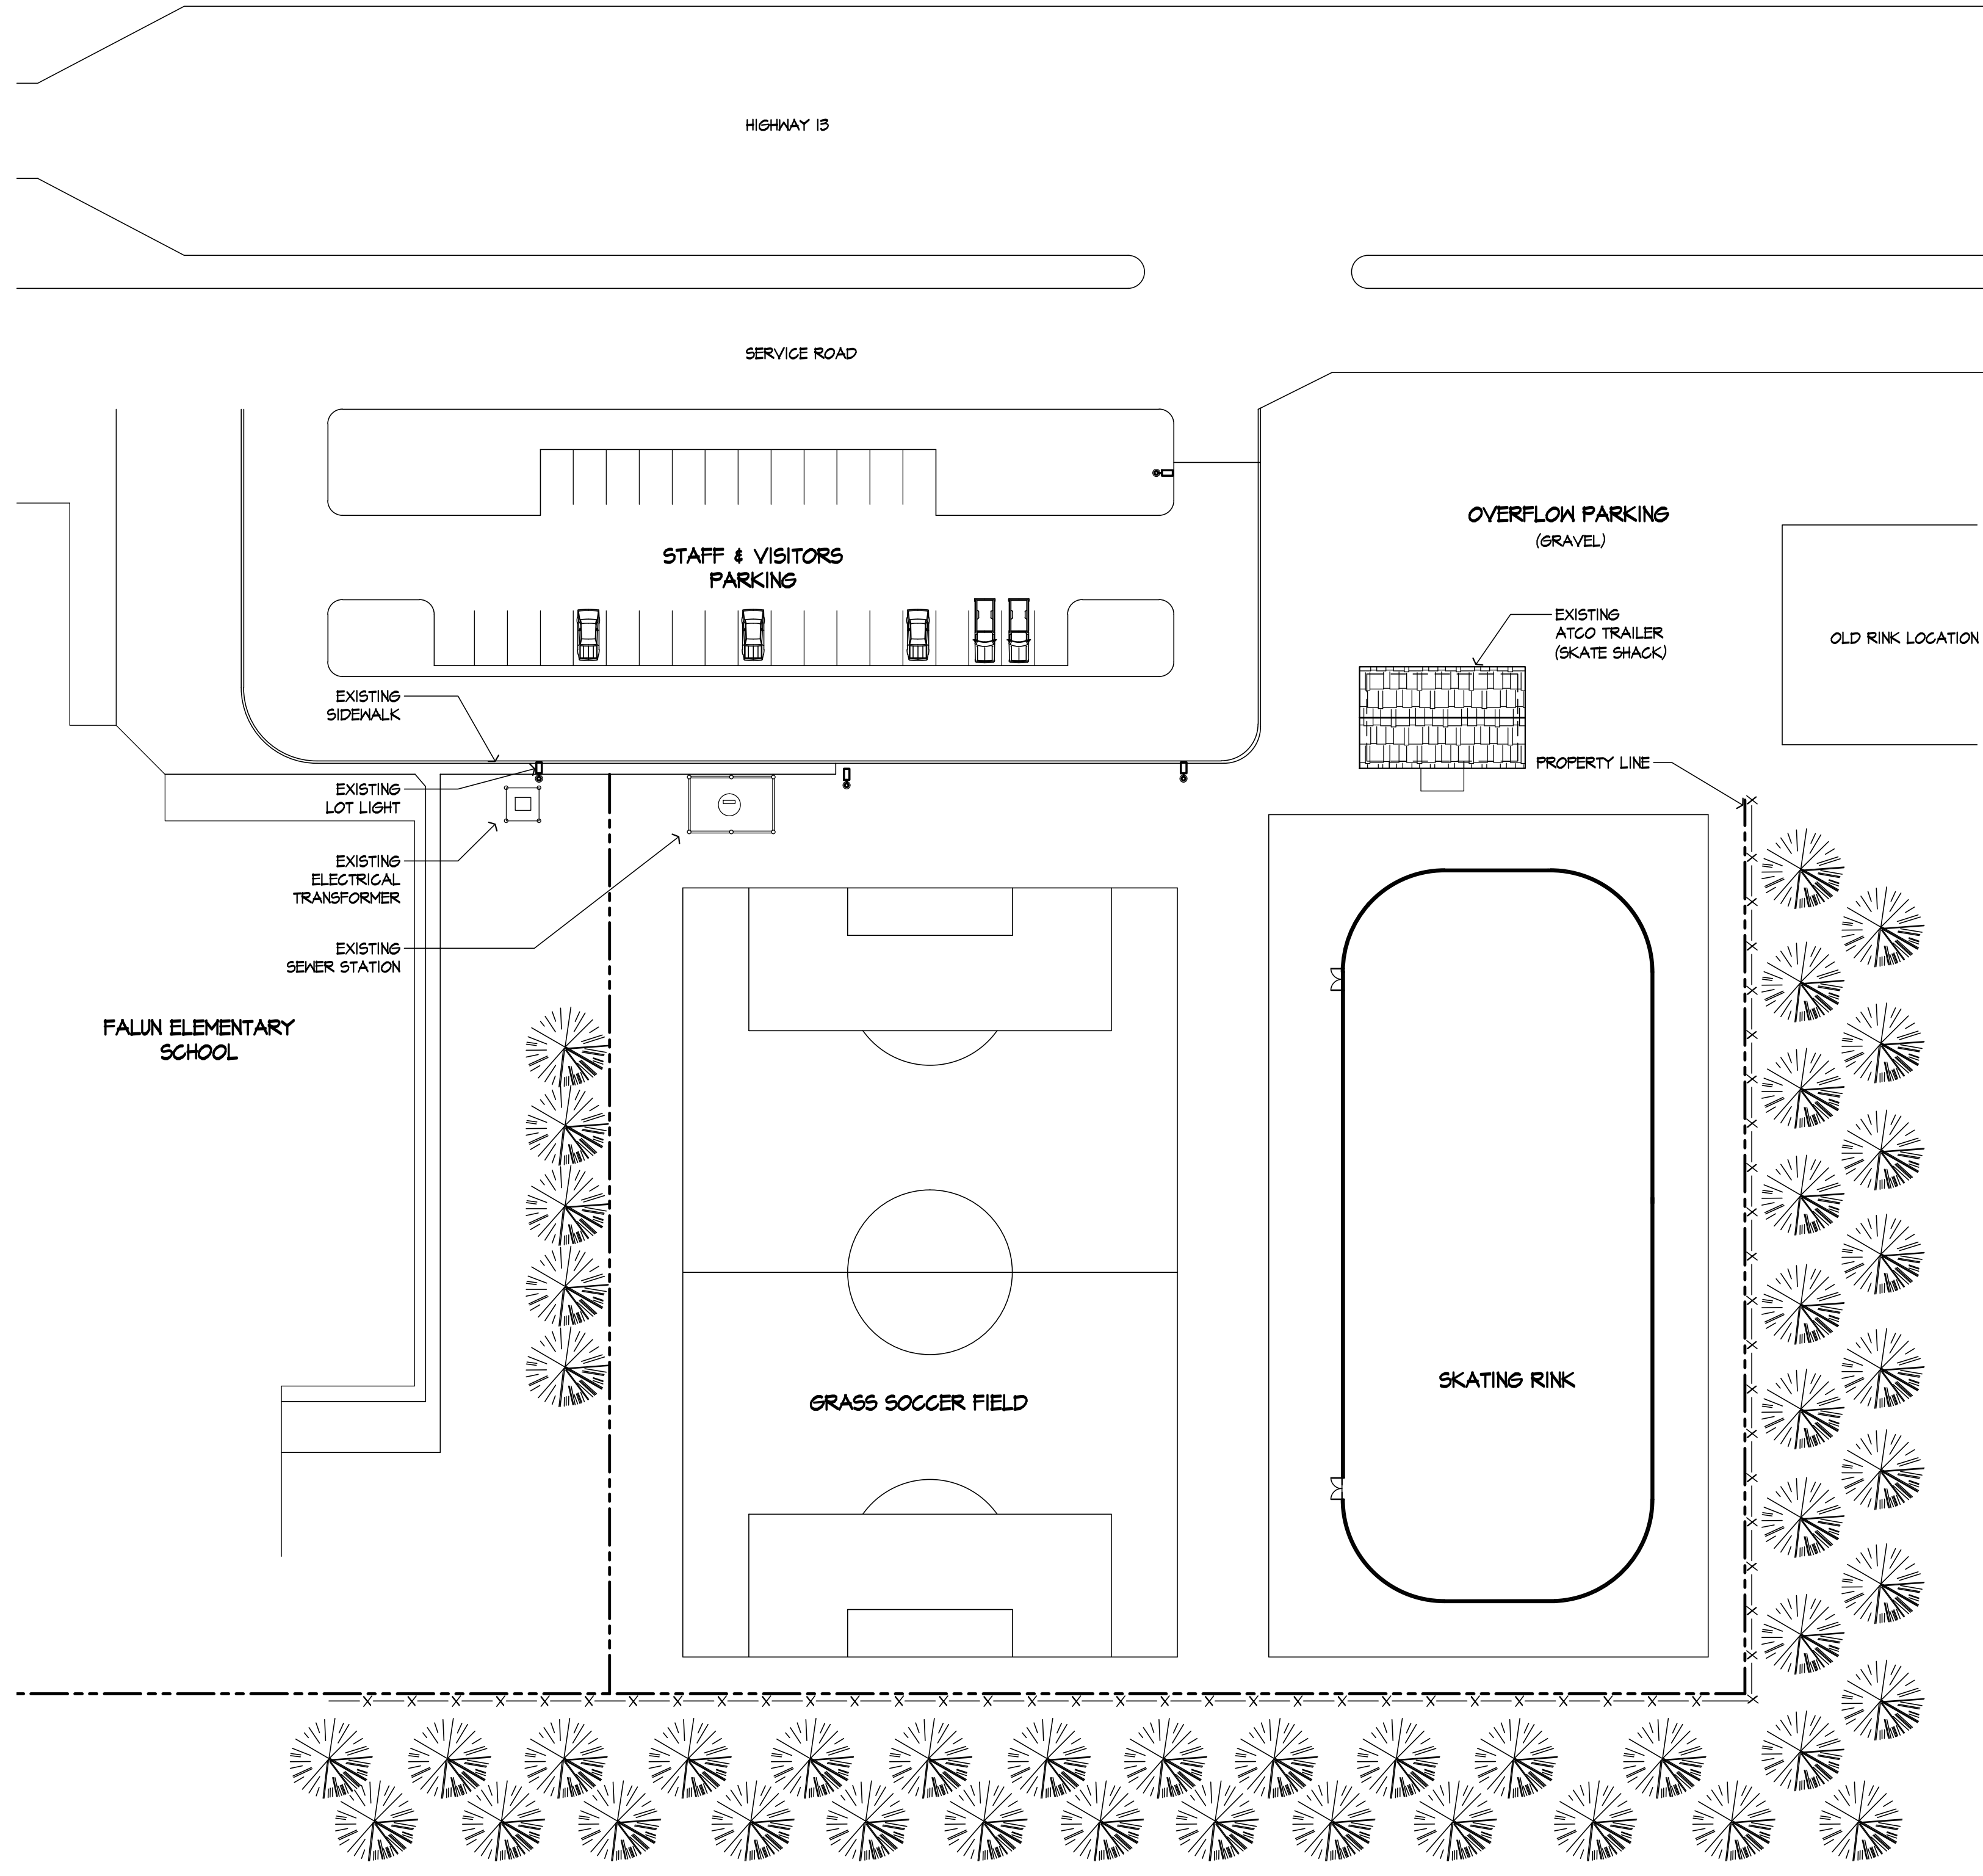 HIGHWAY 13
SERVICE ROAD
OVERFLOW PARKING
(GRAVEL)
STAFF & VISITORS
PARKING
EXISTING
ATCO TRAILER
(SKATE SHACK)
OLD RINK LOCATION
EXISTING
SIDEWALK
PROPERTY LINE
EXISTING
LOT LIGHT
EXISTING
ELECTRICAL
TRANSFORMER
EXISTING
SEWER STATION
FALUN ELEMENTARY
SCHOOL
SKATING RINK
GRASS SOCCER FIELD